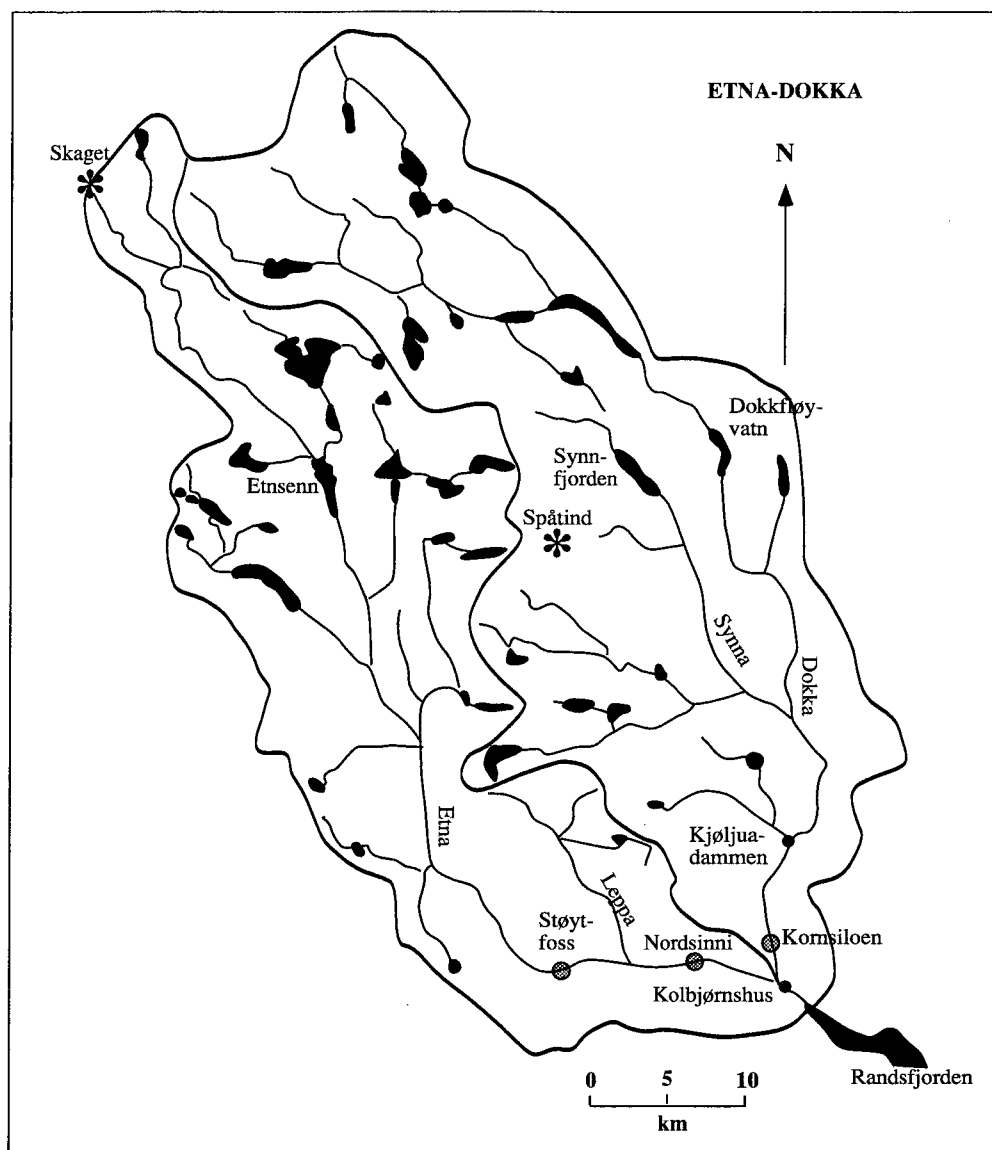 ETNA-DOKKA
N
Skaget
Dokkfløy-
vatn
Synn-
fjorden
Etnsenn
Spåtind
Synna
Dokka
Etna
Kjøljua-
dammen
Leppa
Støyt-
foss
Nordsinni
Kornsiloen
Kolbjørnshus
Randsfjorden
0 5 10
km